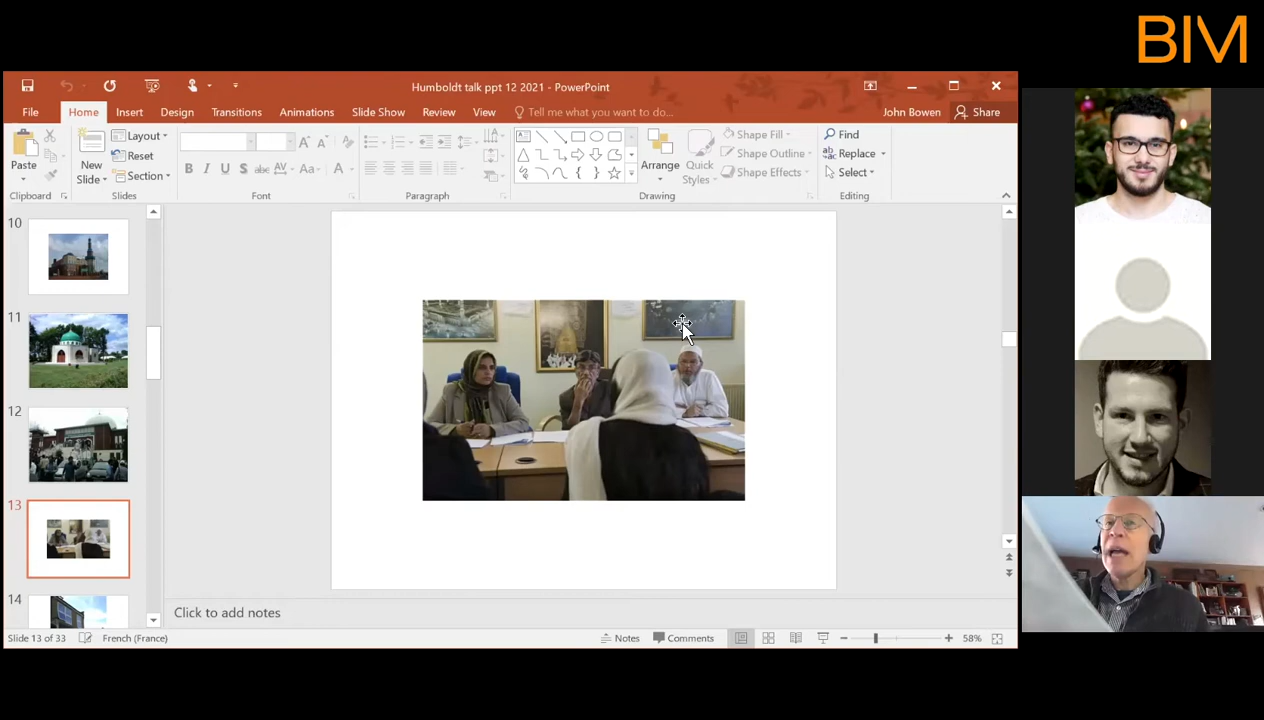 BIM
Humboldt talk ppt 12 2021 - PowerPoint
File Home Insert Design Transitions Animations Slide Show Review View Tell me what you want to do... John Bowen Share
Paste
New
Slide
Layout
Reset
Section
B I U S abc AV Aa A
Arrange
Quick
Styles
Shape Fill
Shape Outline
Shape Effects
Find
Replace
Select
Clipboard Slides Font Paragraph Drawing Editing
10
11
12
13
14
Click to add notes
Slide 13 of 33 French (France) Notes Comments 58%